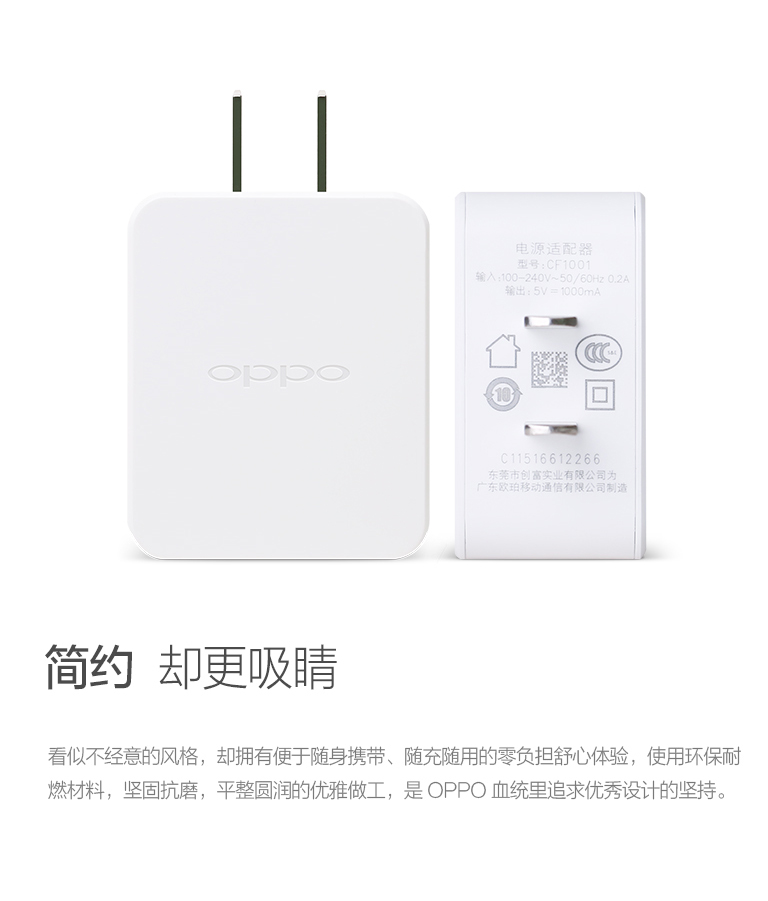 oppo
电源适配器
型号:CF1001
输入:100~240V~50/60Hz 0.2A
输出:5V=1000mA
10
C11516612266
东莞市创富实业有限公司为
广东欧珀移动通信有限公司制造
简约 却更吸睛
看似不经意的风格，却拥有便于随身携带、随充随用的零负担舒心体验，使用环保耐
燃材料，坚固抗磨，平整圆润的优雅做工，是 OPPO 血统里追求优秀设计的坚持。